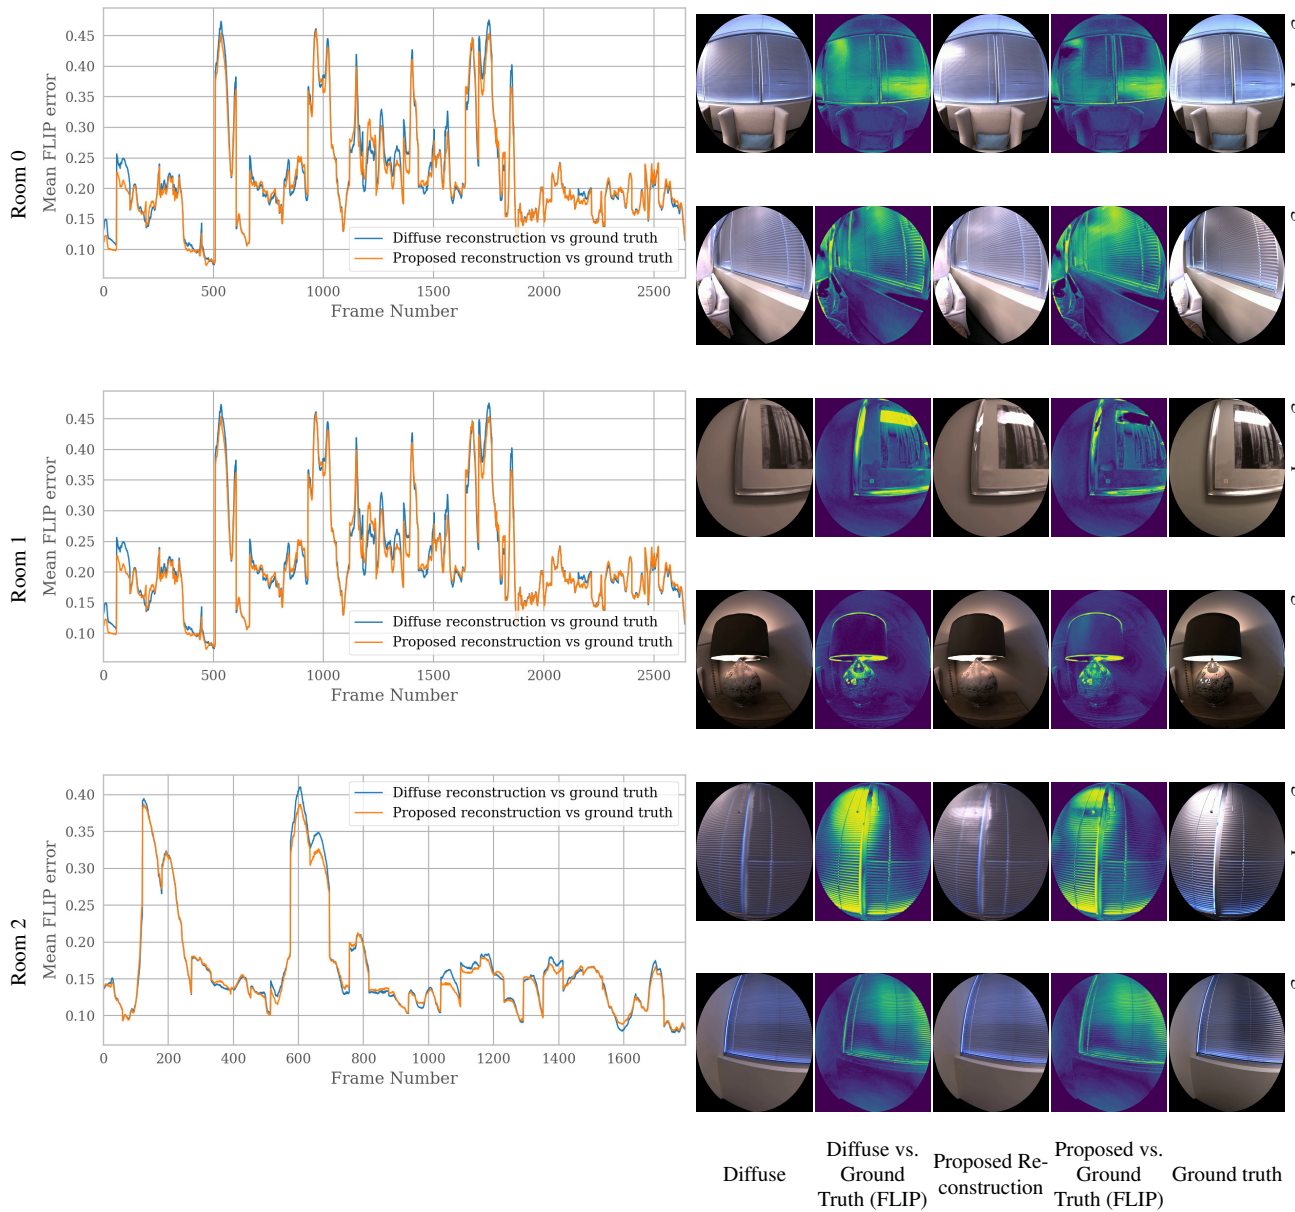 Room 0
Mean FLIP error
0.45
0.40
0.35
0.30
0.25
0.20
0.15
0.10
Diffuse reconstruction vs ground truth
Proposed reconstruction vs ground truth
0 500 1000 1500 2000 2500
Frame Number
Room 1
Mean FLIP error
0.45
0.40
0.35
0.30
0.25
0.20
0.15
0.10
Diffuse reconstruction vs ground truth
Proposed reconstruction vs ground truth
0 500 1000 1500 2000 2500
Frame Number
Room 2
Mean FLIP error
0.40
0.35
0.30
0.25
0.20
0.15
0.10
Diffuse reconstruction vs ground truth
Proposed reconstruction vs ground truth
0 200 400 600 800 1000 1200 1400 1600
Frame Number
Diffuse
Diffuse vs.
Ground
Truth (FLIP)
Proposed Re-
construction
Proposed vs.
Ground
Truth (FLIP)
Ground truth